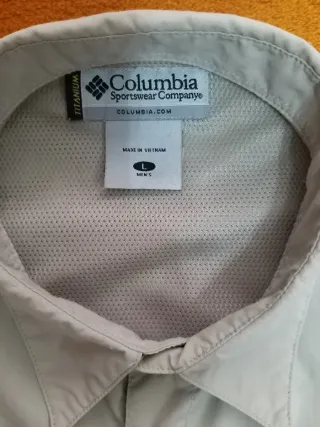 TITANIUM
Columbia
Sportswear Company®
COLUMBIA.COM
MADE IN VIETNAM
L
MEN'S